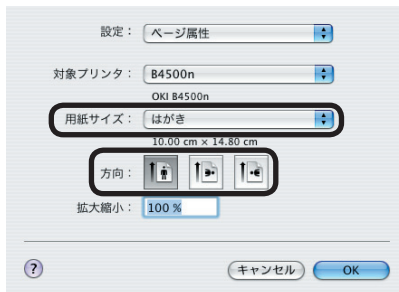 設定： ページ属性
対象プリンタ： B4500n
OKI B4500n
用紙サイズ： はがき
10.00 cm × 14.80 cm
方向：
拡大縮小： 100 %
? キャンセル OK